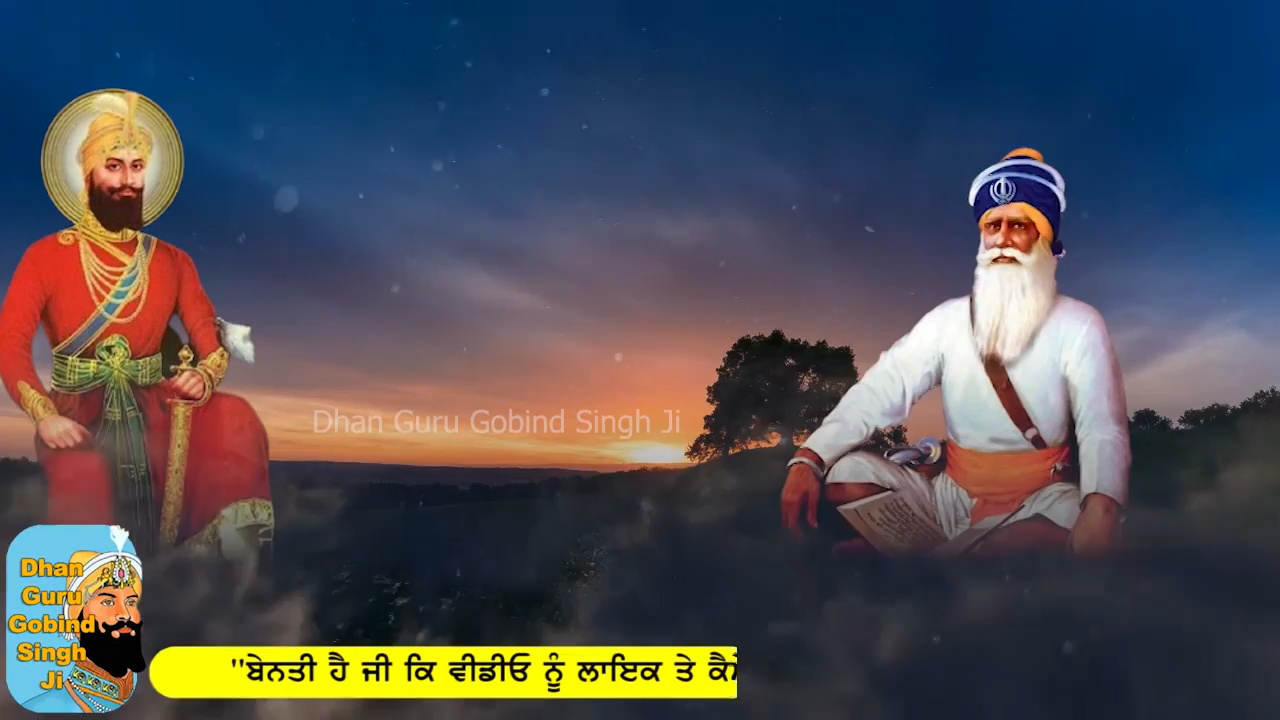 Dhan Guru Gobind Singh Ji
Dhan
Guru
Gobind
Singh
Ji
"ਬੇਨਤੀ ਹੈ ਜੀ ਕਿ ਵੀਡੀਓ ਨੂੰ ਲਾਇਕ ਤੇ